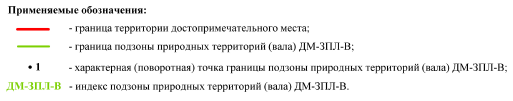 Применяемые обозначения:
- граница территории достопримечательного места;
- граница подзоны природных территорий (вала) ДМ-ЗПЛ-В;
• 1 - характерная (поворотная) точка границы подзоны природных территорий (вала) ДМ-ЗПЛ-В;
ДМ-ЗПЛ-В - индекс подзоны природных территорий (вала) ДМ-ЗПЛ-В.